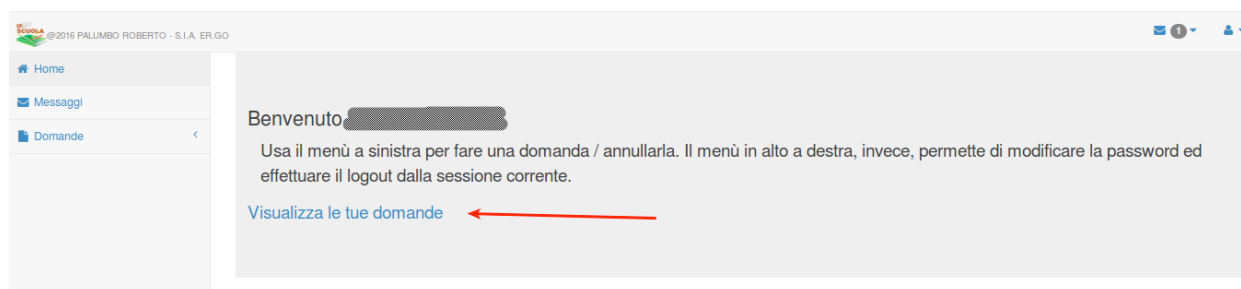 SCUOLA @2016 PALUMBO ROBERTO - S.I.A. ER.GO
1
Home
Messaggi
Domande
Benvenuto
Usa il menù a sinistra per fare una domanda / annullarla. Il menù in alto a destra, invece, permette di modificare la password ed
effettuare il logout dalla sessione corrente.
Visualizza le tue domande